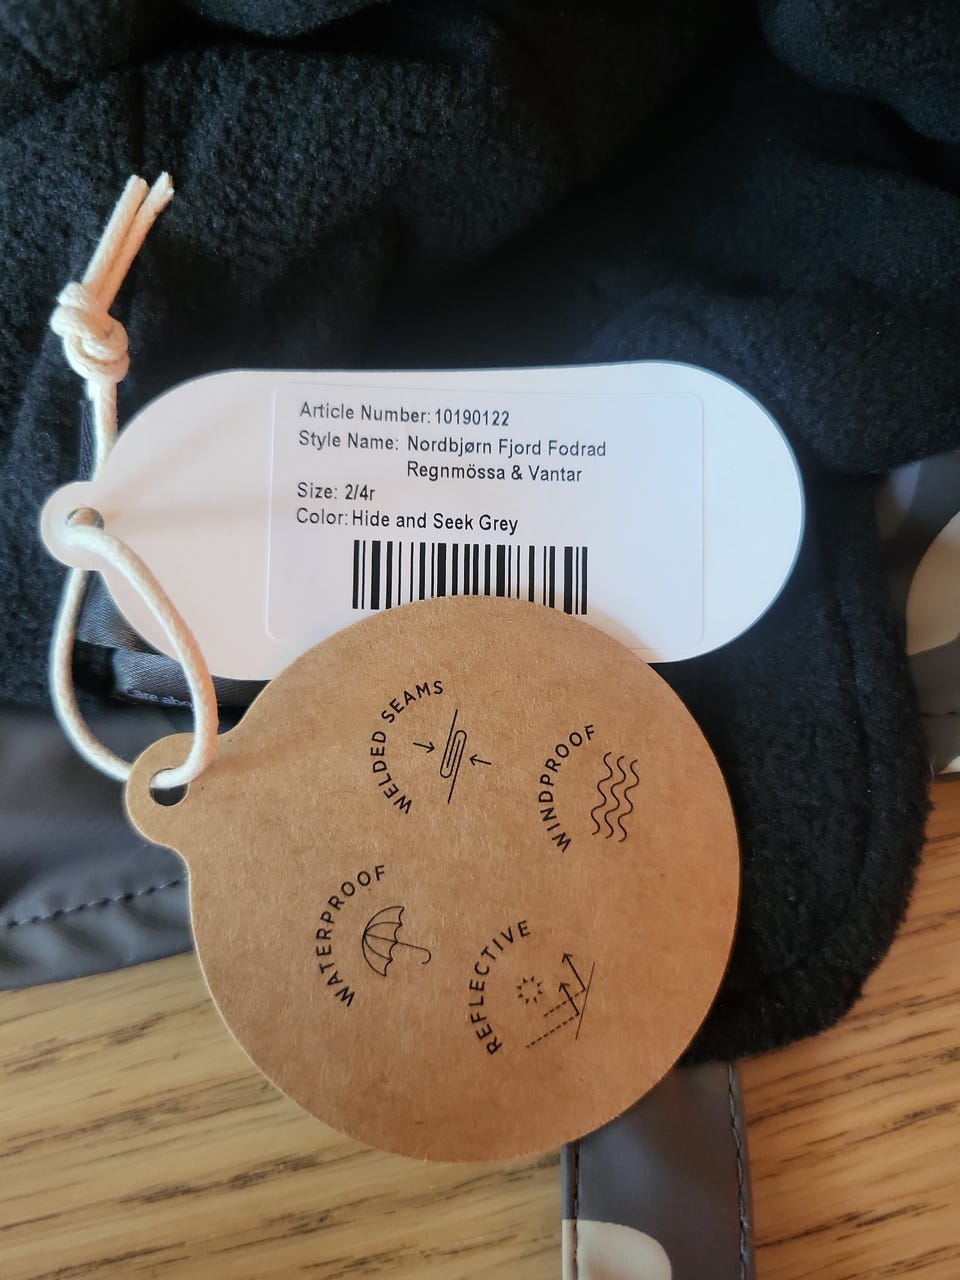 Article Number: 10190122
Style Name: Nordbjørn Fjord Fodrad
Regnmössa & Vantar
Size: 2/4r
Color: Hide and Seek Grey
WELDED SEAMS
WINDPROOF
WATERPROOF
REFLECTIVE